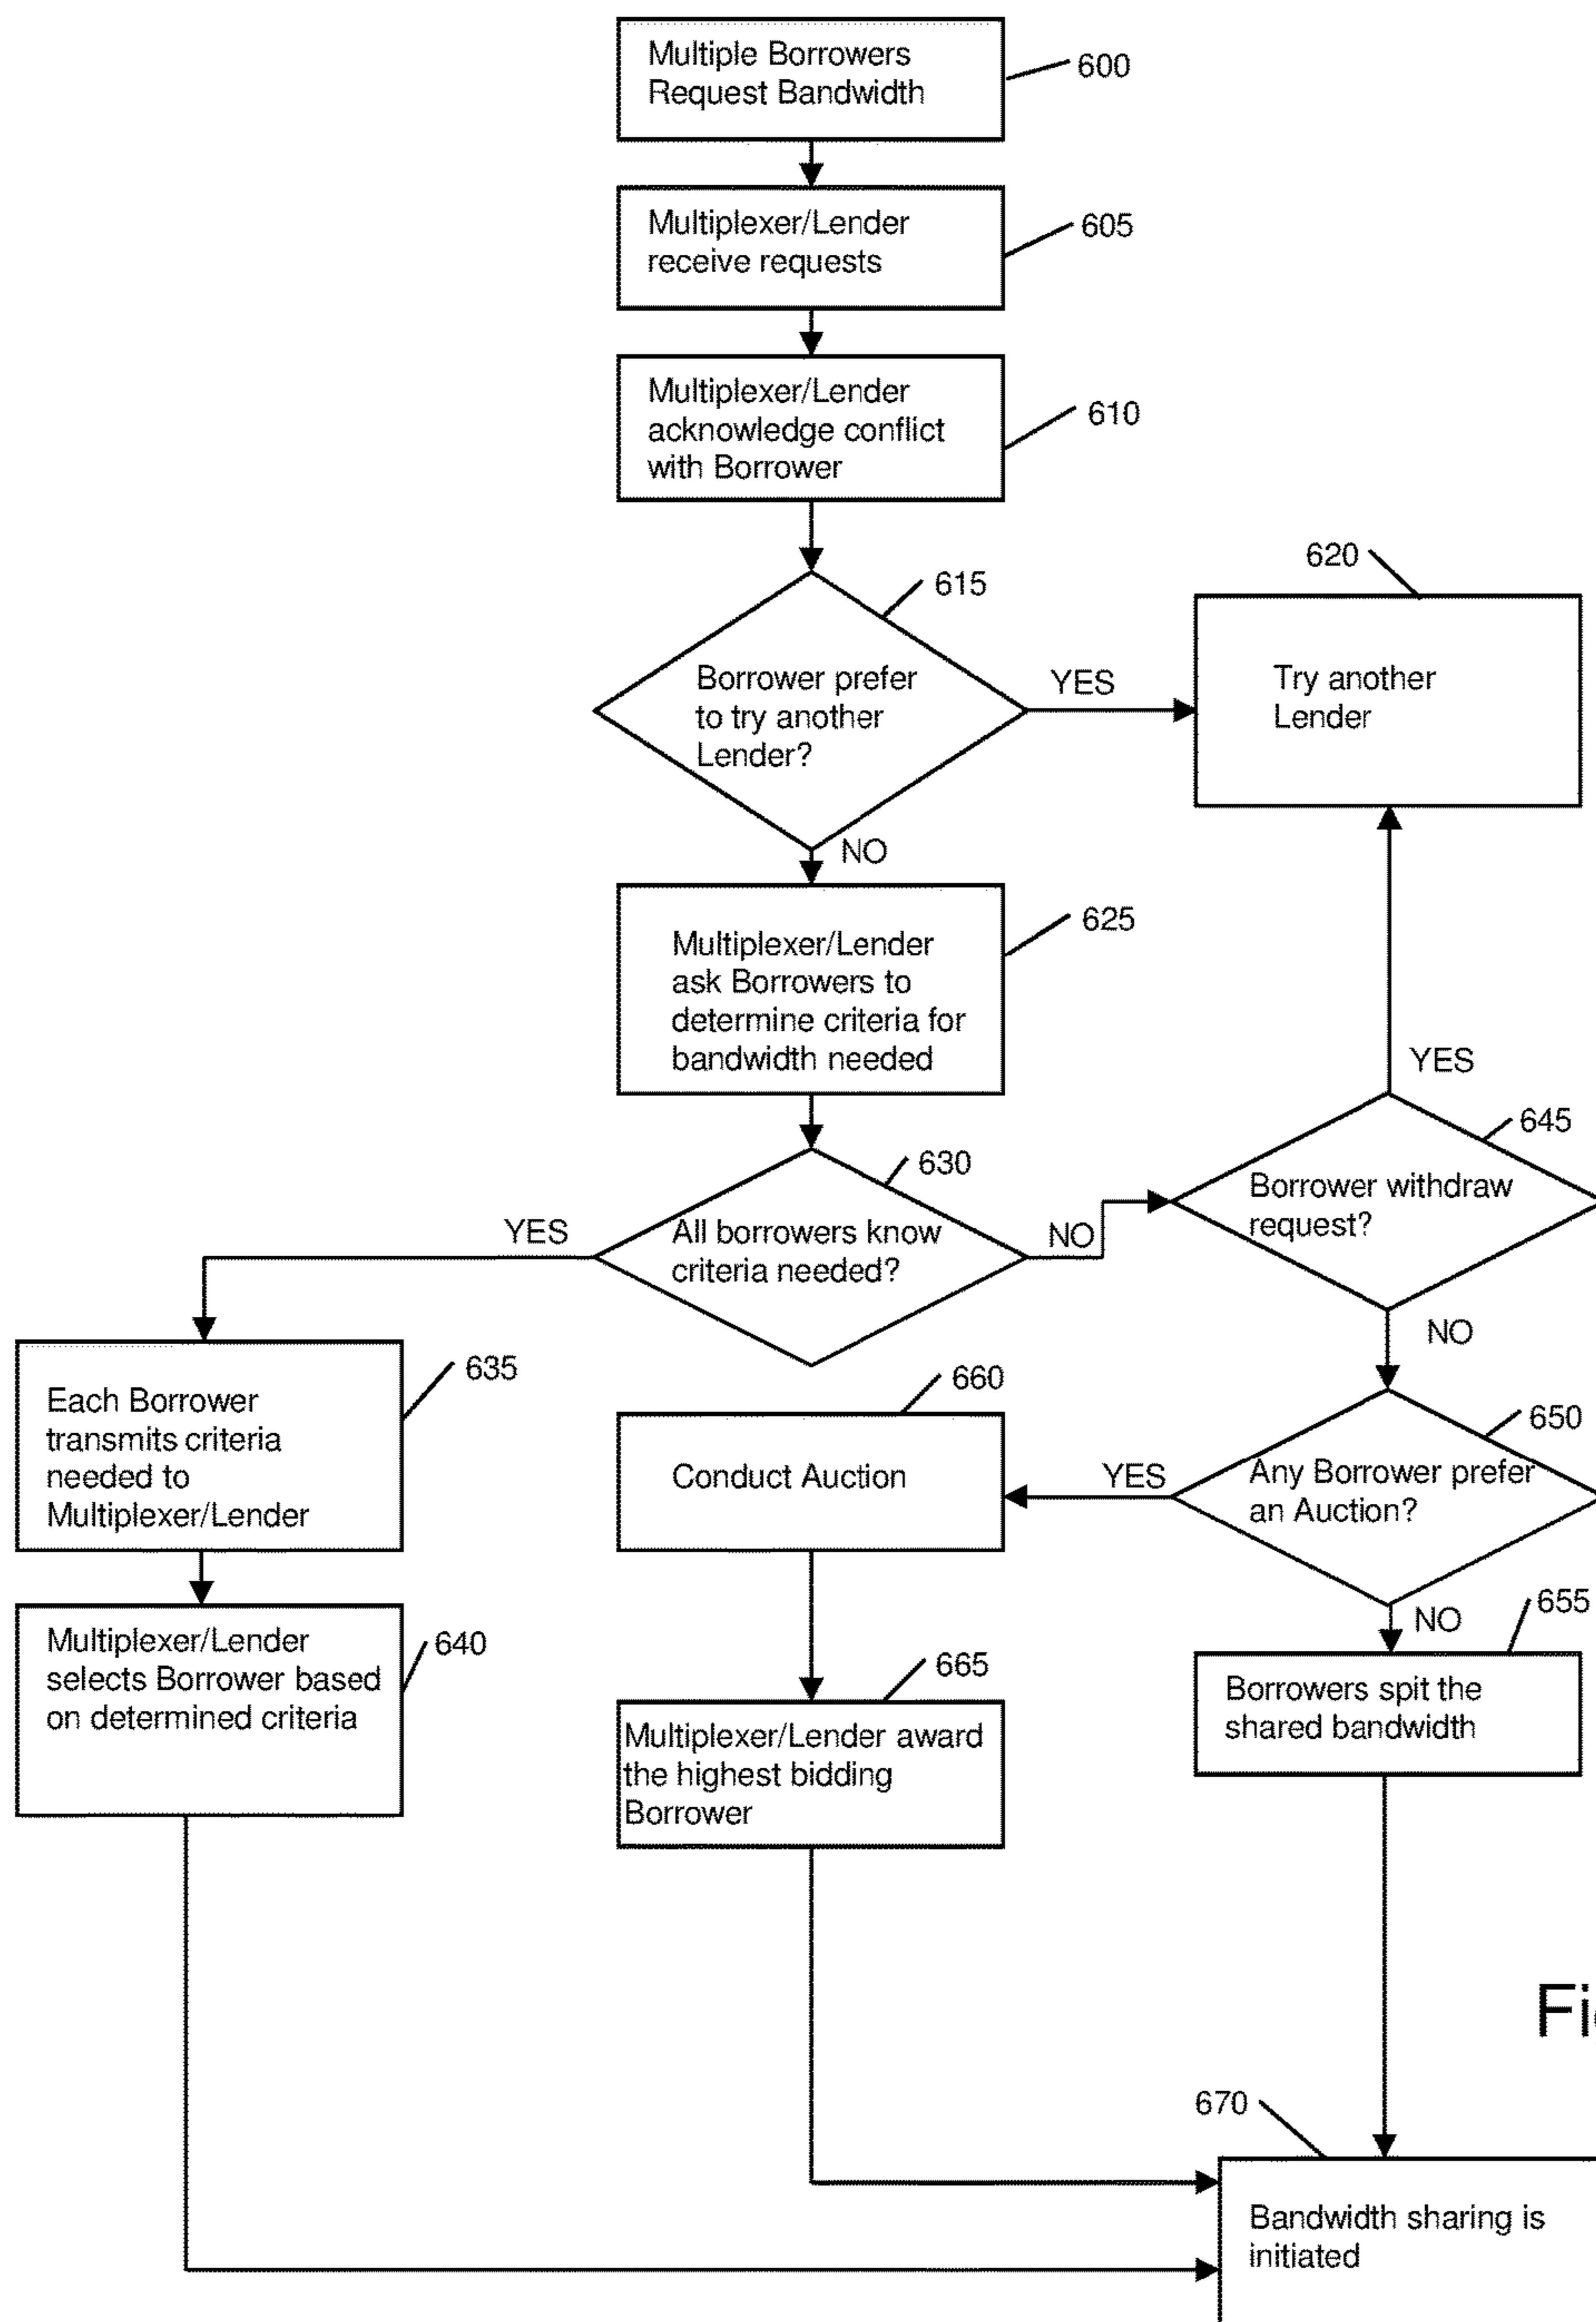 Multiple Borrowers
Request Bandwidth
600
Multiplexer/Lender
receive requests
605
Multiplexer/Lender
acknowledge conflict
with Borrower
610
615
Borrower prefer
to try another
Lender?
YES
620
Try another
Lender
NO
Multiplexer/Lender
ask Borrowers to
determine criteria for
bandwidth needed
625
630
All borrowers know
criteria needed?
YES
NO
YES
645
Borrower withdraw
request?
NO
635
Each Borrower
transmits criteria
needed to
Multiplexer/Lender
660
Conduct Auction
YES
650
Any Borrower prefer
an Auction?
NO
640
Multiplexer/Lender
selects Borrower based
on determined criteria
665
Multiplexer/Lender award
the highest bidding
Borrower
655
Borrowers spit the
shared bandwidth
670
Bandwidth sharing is
initiated